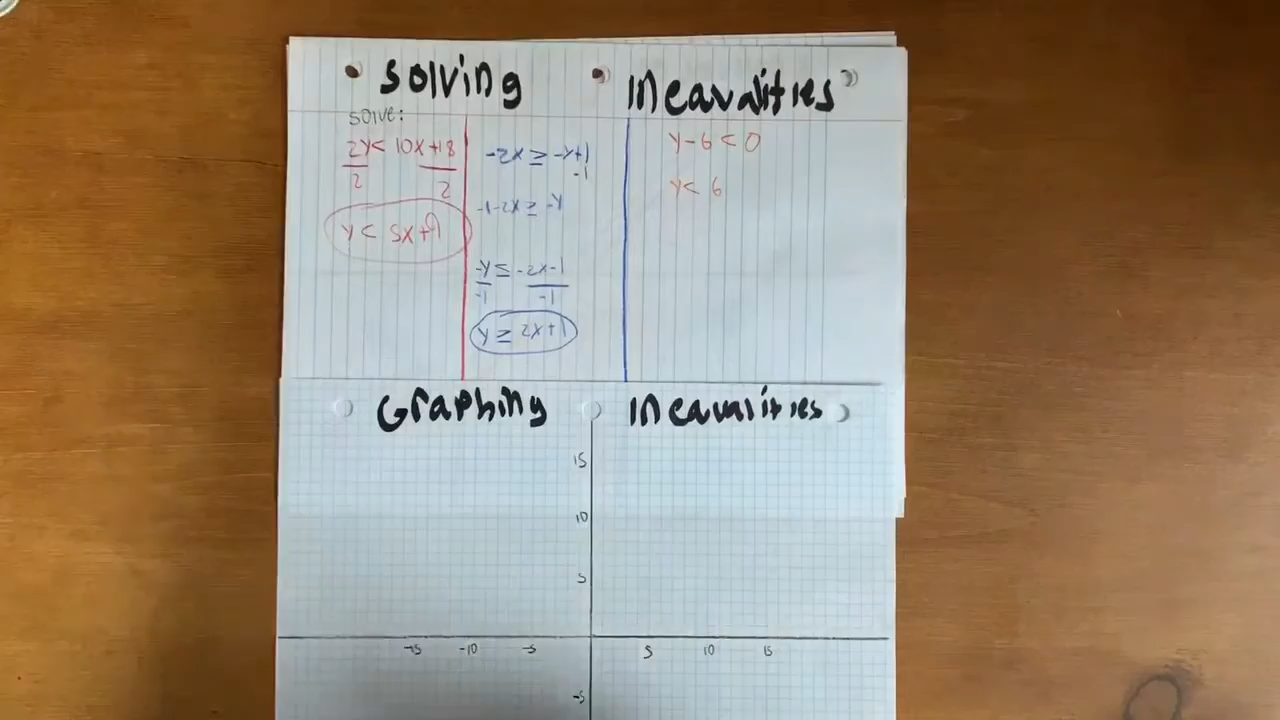 Solving Inequalities
Solve:
2y < 10x+18
2 2
y > 5x+9
-2x ≥ -y+1
-1
-2x-1 ≥ -y
-y ≤ -2x-1
-1 -1
y ≥ 2x+1
y-6 < 0
Graphing Inequalities
15
10
5
-15 -10 -5 5 10 15
-5